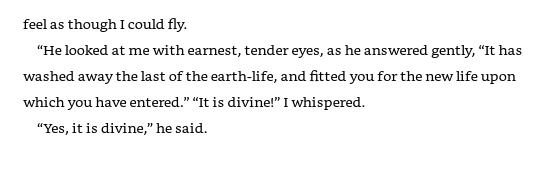 feel as though I could fly.
“He looked at me with earnest, tender eyes, as he answered gently, “It has
washed away the last of the earth-life, and fitted you for the new life upon
which you have entered.” “It is divine!” I whispered.
“Yes, it is divine,” he said.